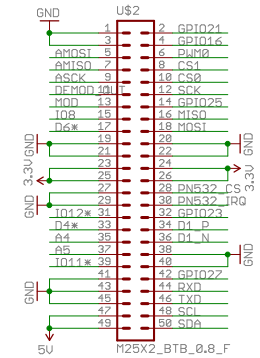 GND U$2
1 2 GPIO21
3 4 GPIO16
AMOSI 5 6 PWM0
AMISO 7 8 CS1
ASCK 9 10 CS0
DEMOD_OUT 11 12 SCK
MOD 13 14 GPIO25
IO8 15 16 MISO
D6* 17 18 MOSI
GND 19 20 GND
21 22
3.3V 23 24 3.3V
25 26
27 28 PN532_CS
GND 29 30 PN532_IRQ
IO12* 31 32 GPIO23
D4* 33 34 D1_P
A4 35 36 D1_N
A5 37 38 GND
IO11* 39 40
41 42 GPIO27
GND 43 44 RXD
45 46 TXD
47 48 SCL
49 50 SDA
5V M25X2_BTB_0.8_F